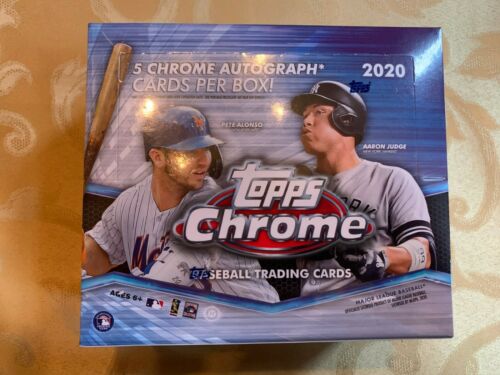 5 CHROME AUTOGRAPH*
CARDS PER BOX!
2020
Topps
PETE ALONSO
AARON JUDGE
NEW YORK YANKEES
Topps
Chrome
BASEBALL TRADING CARDS
Mets
AGES 6+
MAJOR LEAGUE BASEBALL